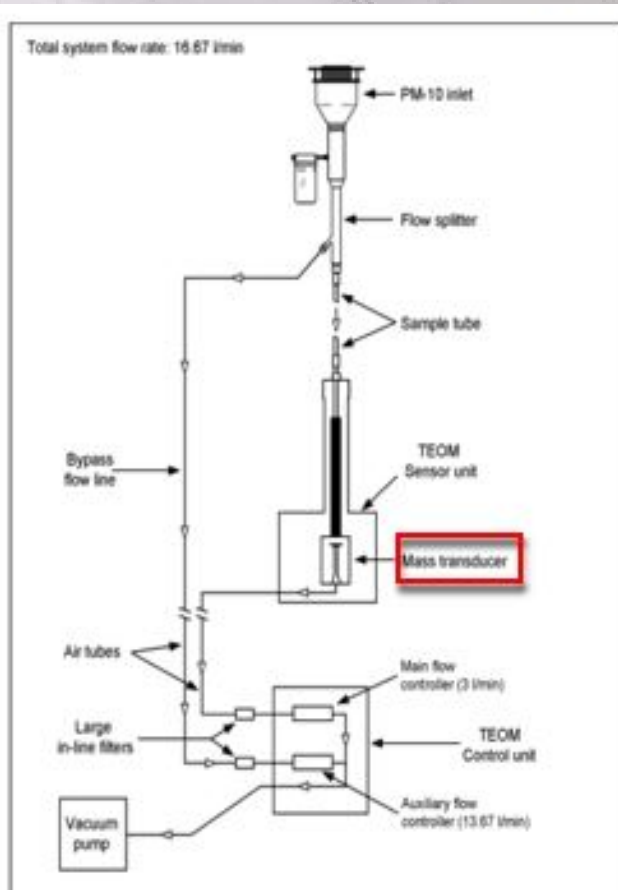 Total system flow rate: 16.67 l/min
PM-10 inlet
Flow splitter
Sample tube
Bypass
flow line
TEOM
Sensor unit
Mass transducer
Air tubes
Main flow
controller (3 l/min)
Large
in-line filters
TEOM
Control unit
Auxiliary flow
controller (13.67 l/min)
Vacuum
pump